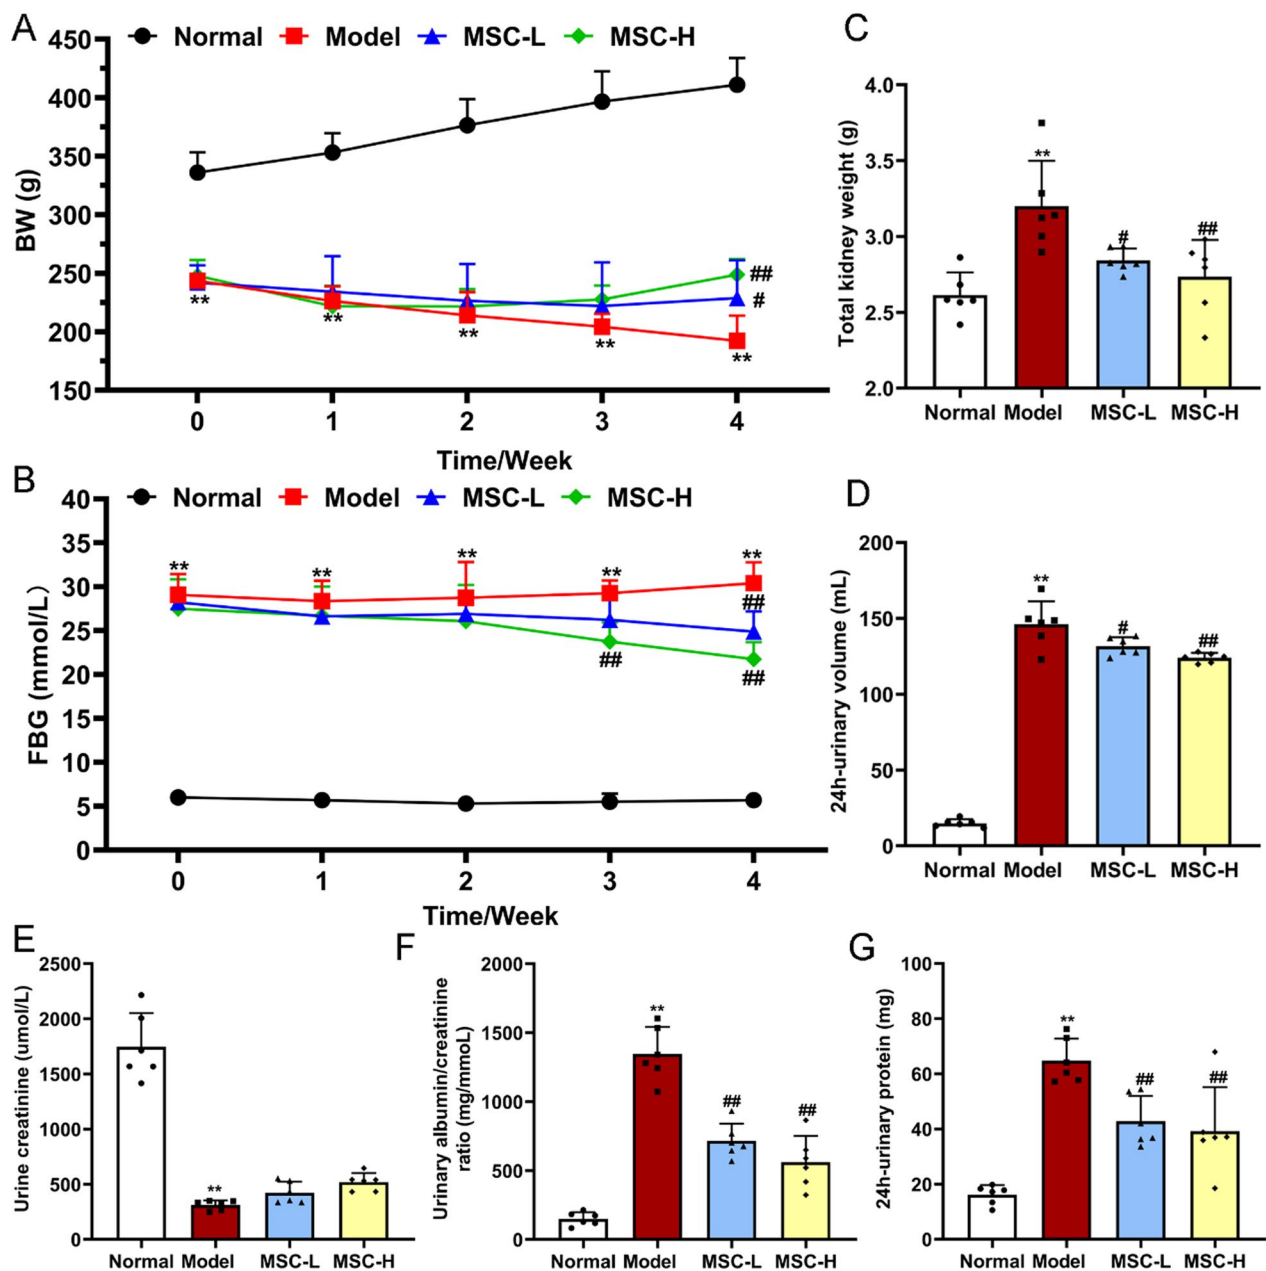 A
Normal Model MSC-L MSC-H
450
400
350
300
250
200
150
BW (g)
##
#
** ** ** ** **
0 1 2 3 4
Time/Week
B
Normal Model MSC-L MSC-H
40
35
30
25
20
15
10
5
0
FBG (mmol/L)
** ** ** ** **
##
## ##
0 1 2 3 4
Time/Week
C
4.0
3.5
3.0
2.5
2.0
Total kidney weight (g)
** # ##
Normal Model MSC-L MSC-H
D
200
150
100
50
0
24h-urinary volume (mL)
** # ##
Normal Model MSC-L MSC-H
E
2500
2000
1500
1000
500
0
Urine creatinine (umol/L)
**
Normal Model MSC-L MSC-H
F
2000
1500
1000
500
0
Urinary albumin/creatinine
ratio (mg/mmoL)
** ## ##
Normal Model MSC-L MSC-H
G
100
80
60
40
20
0
24h-urinary protein (mg)
** ## ##
Normal Model MSC-L MSC-H